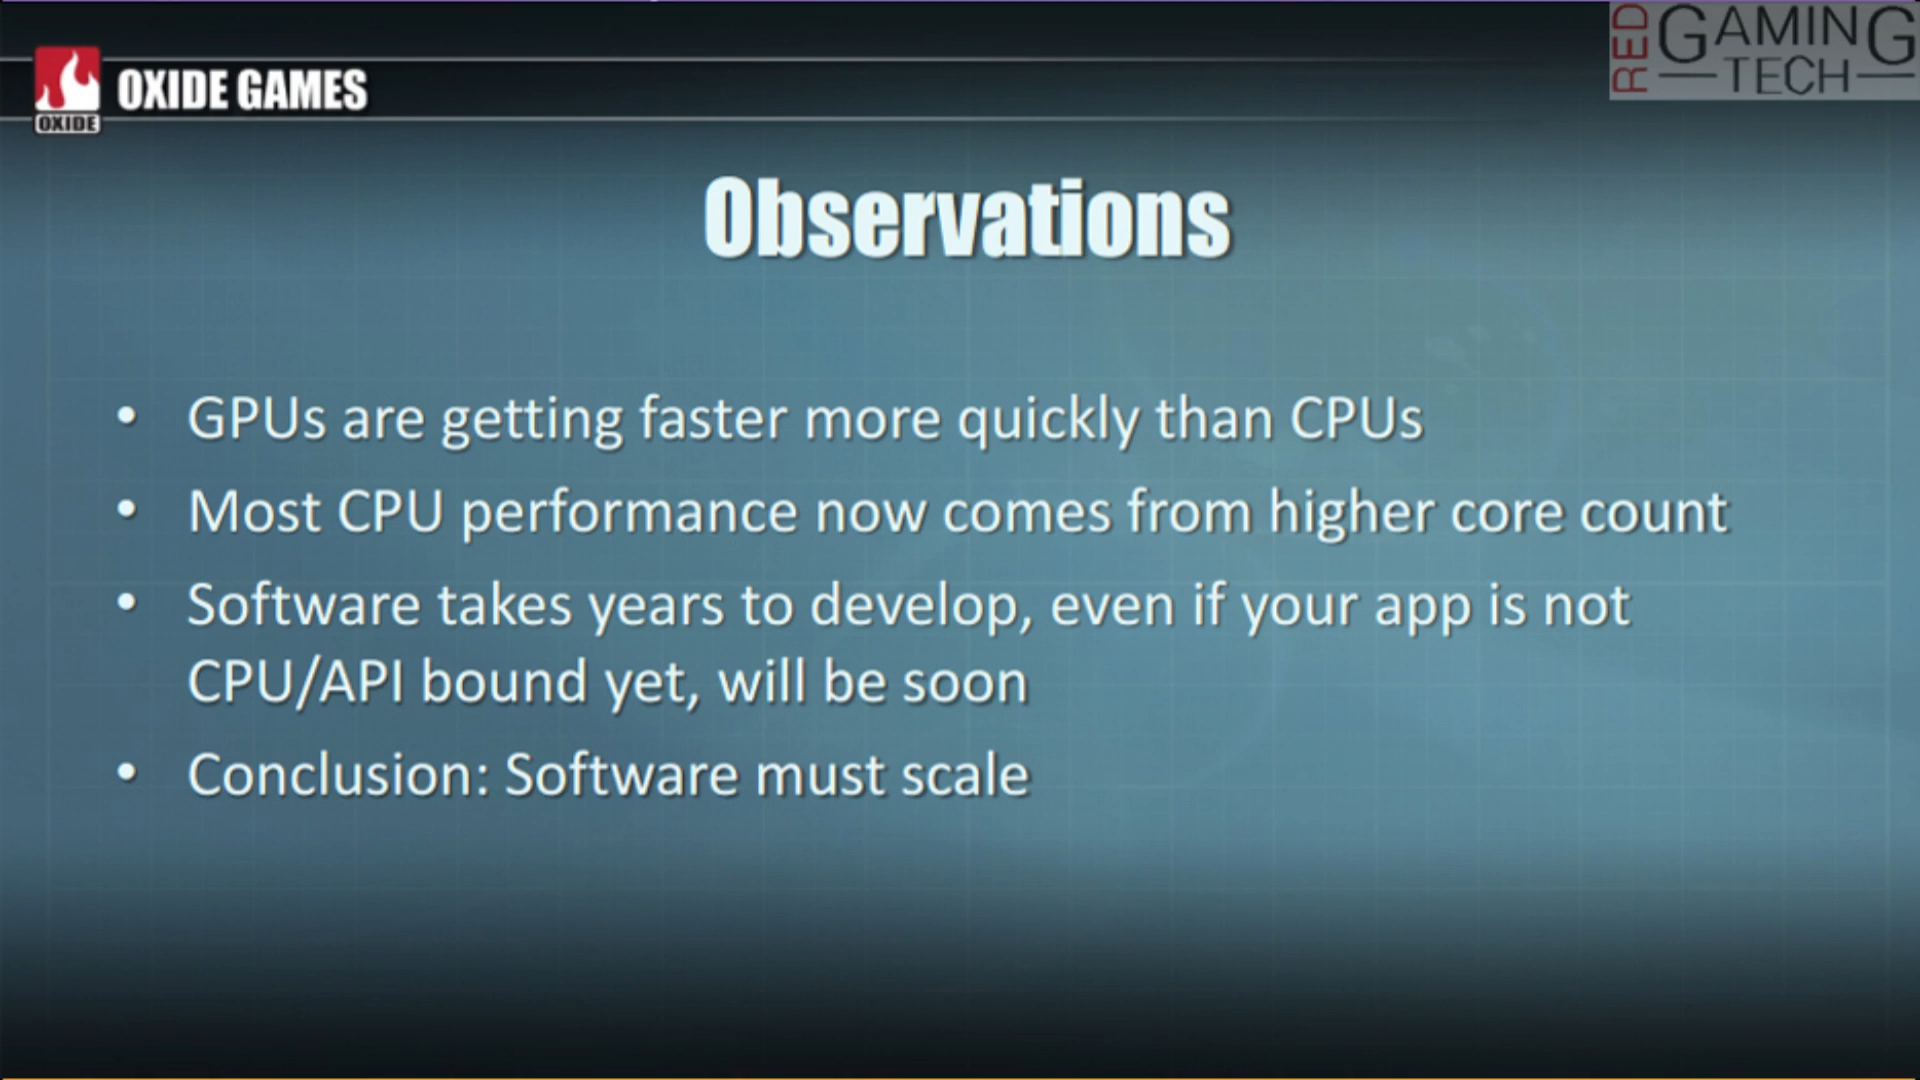 OXIDE GAMES
OXIDE
RED GAMING
TECH
Observations
• GPUs are getting faster more quickly than CPUs
• Most CPU performance now comes from higher core count
• Software takes years to develop, even if your app is not
CPU/API bound yet, will be soon
• Conclusion: Software must scale